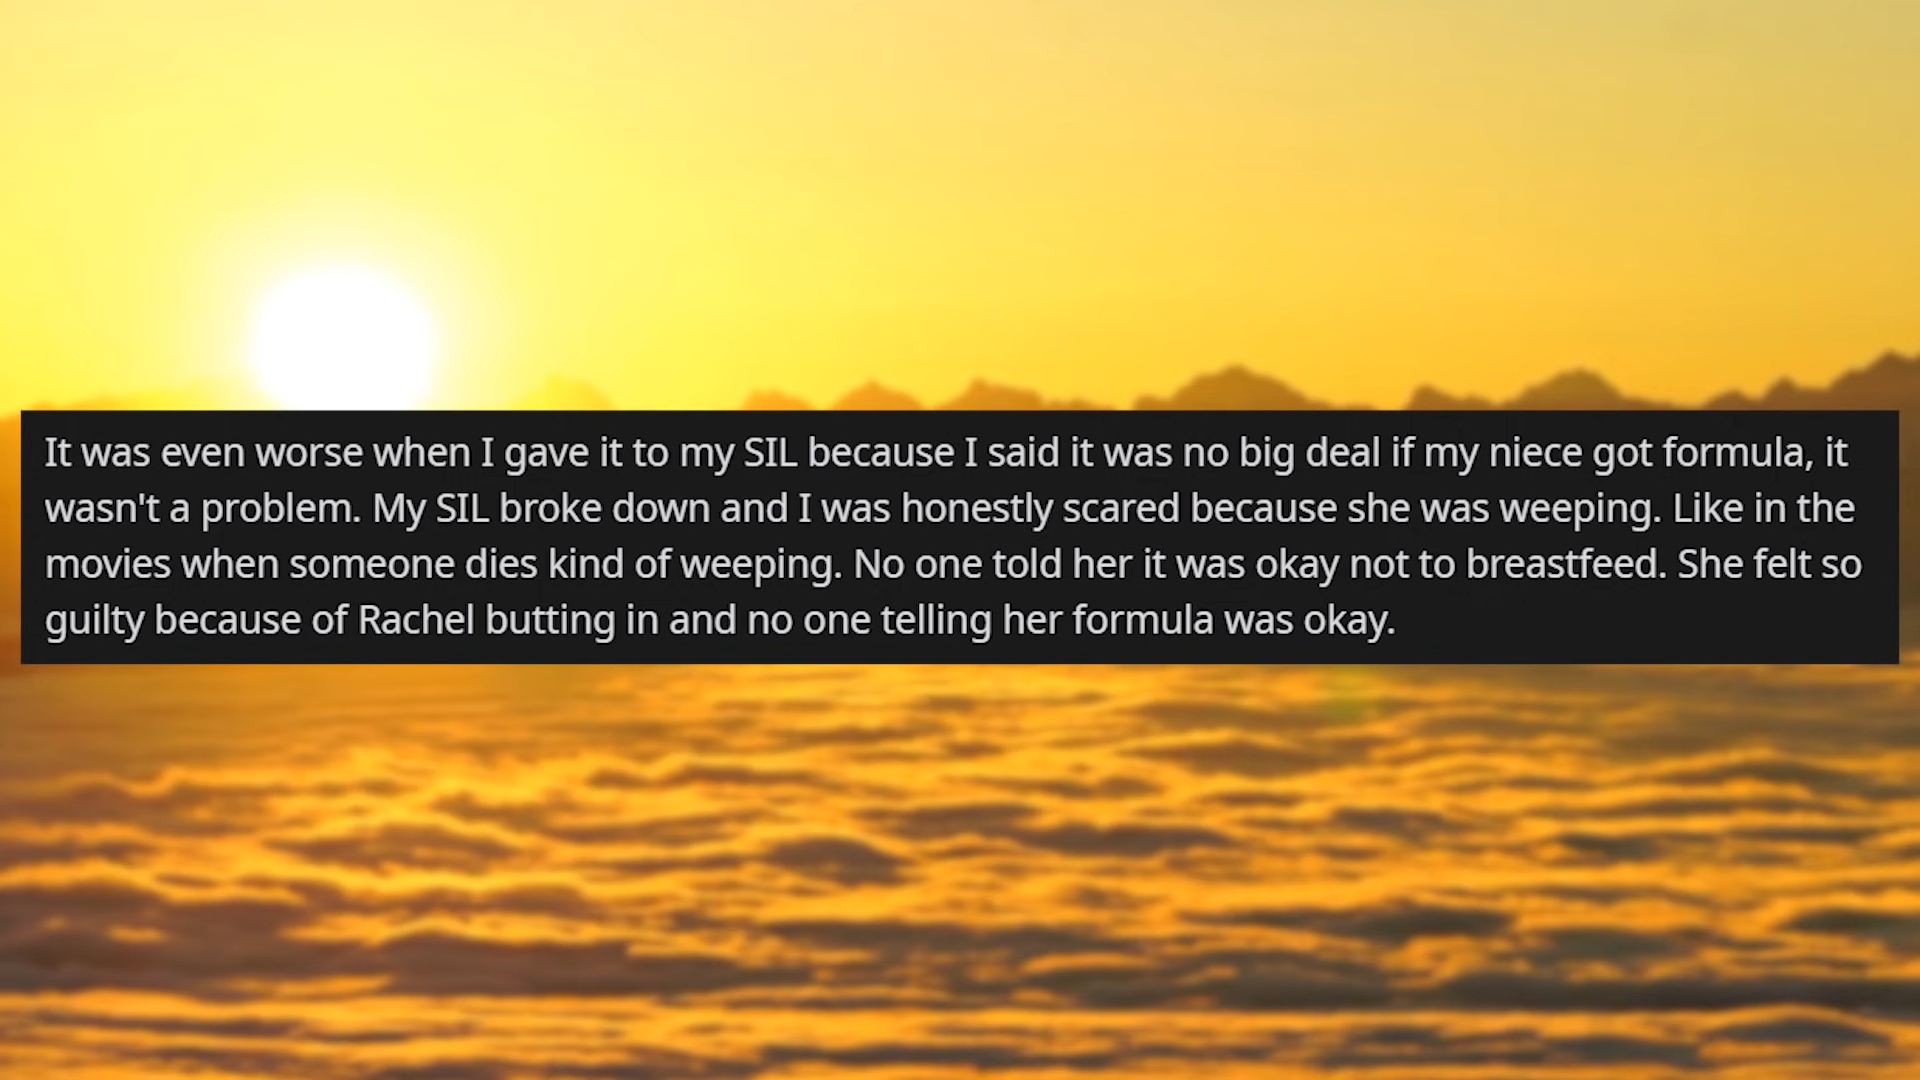 It was even worse when I gave it to my SIL because I said it was no big deal if my niece got formula, it
wasn't a problem. My SIL broke down and I was honestly scared because she was weeping. Like in the
movies when someone dies kind of weeping. No one told her it was okay not to breastfeed. She felt so
guilty because of Rachel butting in and no one telling her formula was okay.